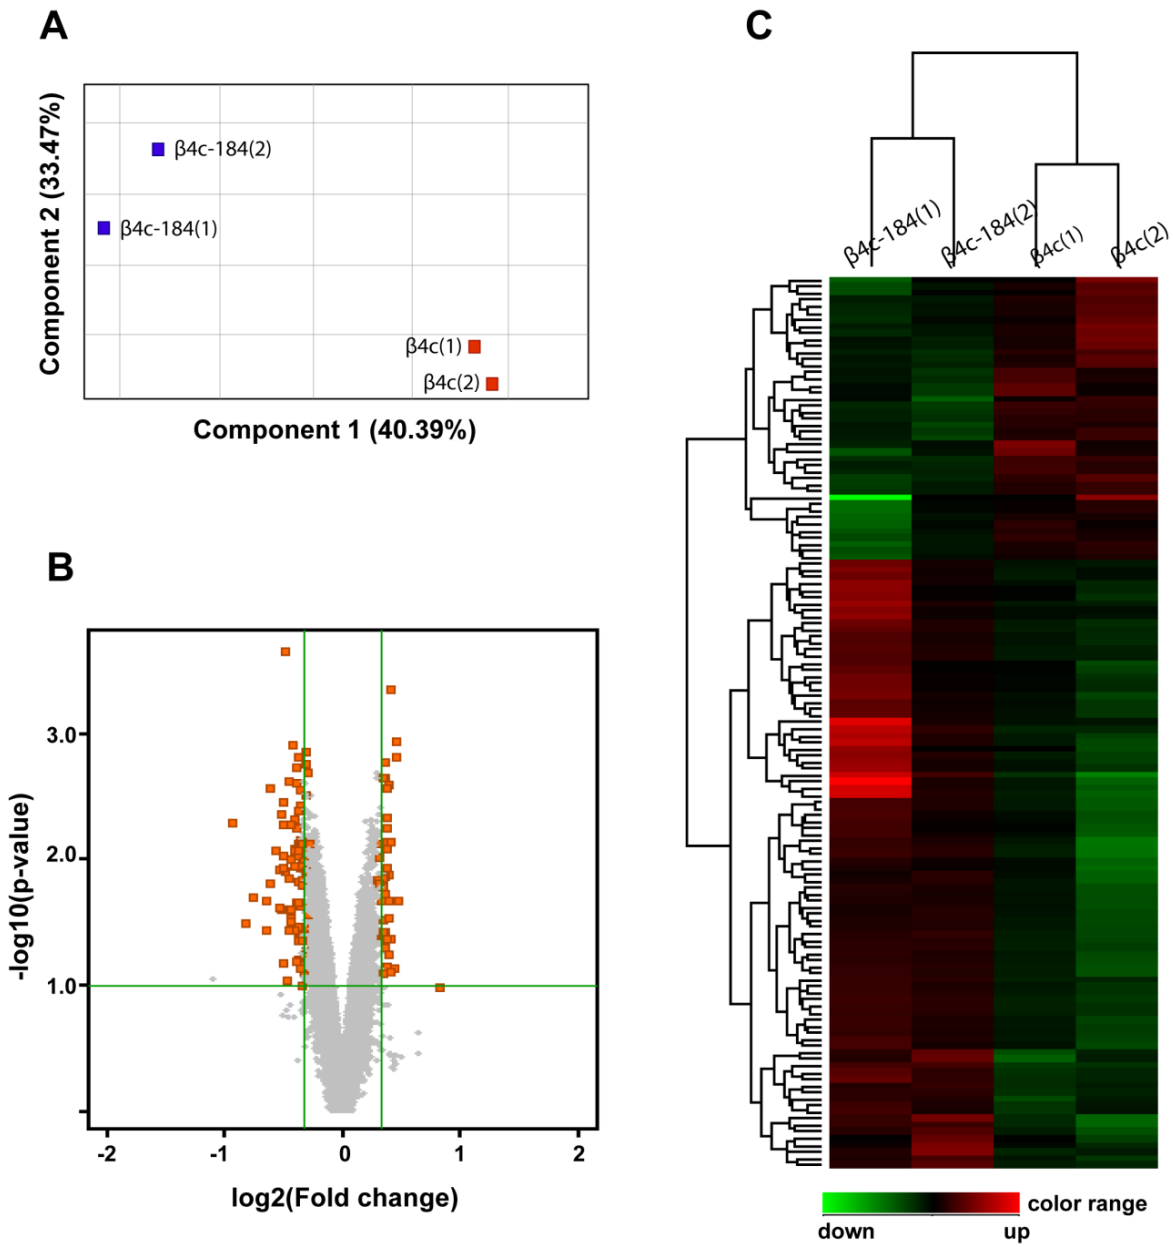 A
Component 2 (33.47%)
β4c-184(2)
β4c-184(1)
β4c(1)
β4c(2)
Component 1 (40.39%)
B
-log10(p-value)
3.0
2.0
1.0
-2
-1
0
1
2
log2(Fold change)
C
β4c-184(1)
β4c-184(2)
β4c(1)
β4c(2)
color range
down
up